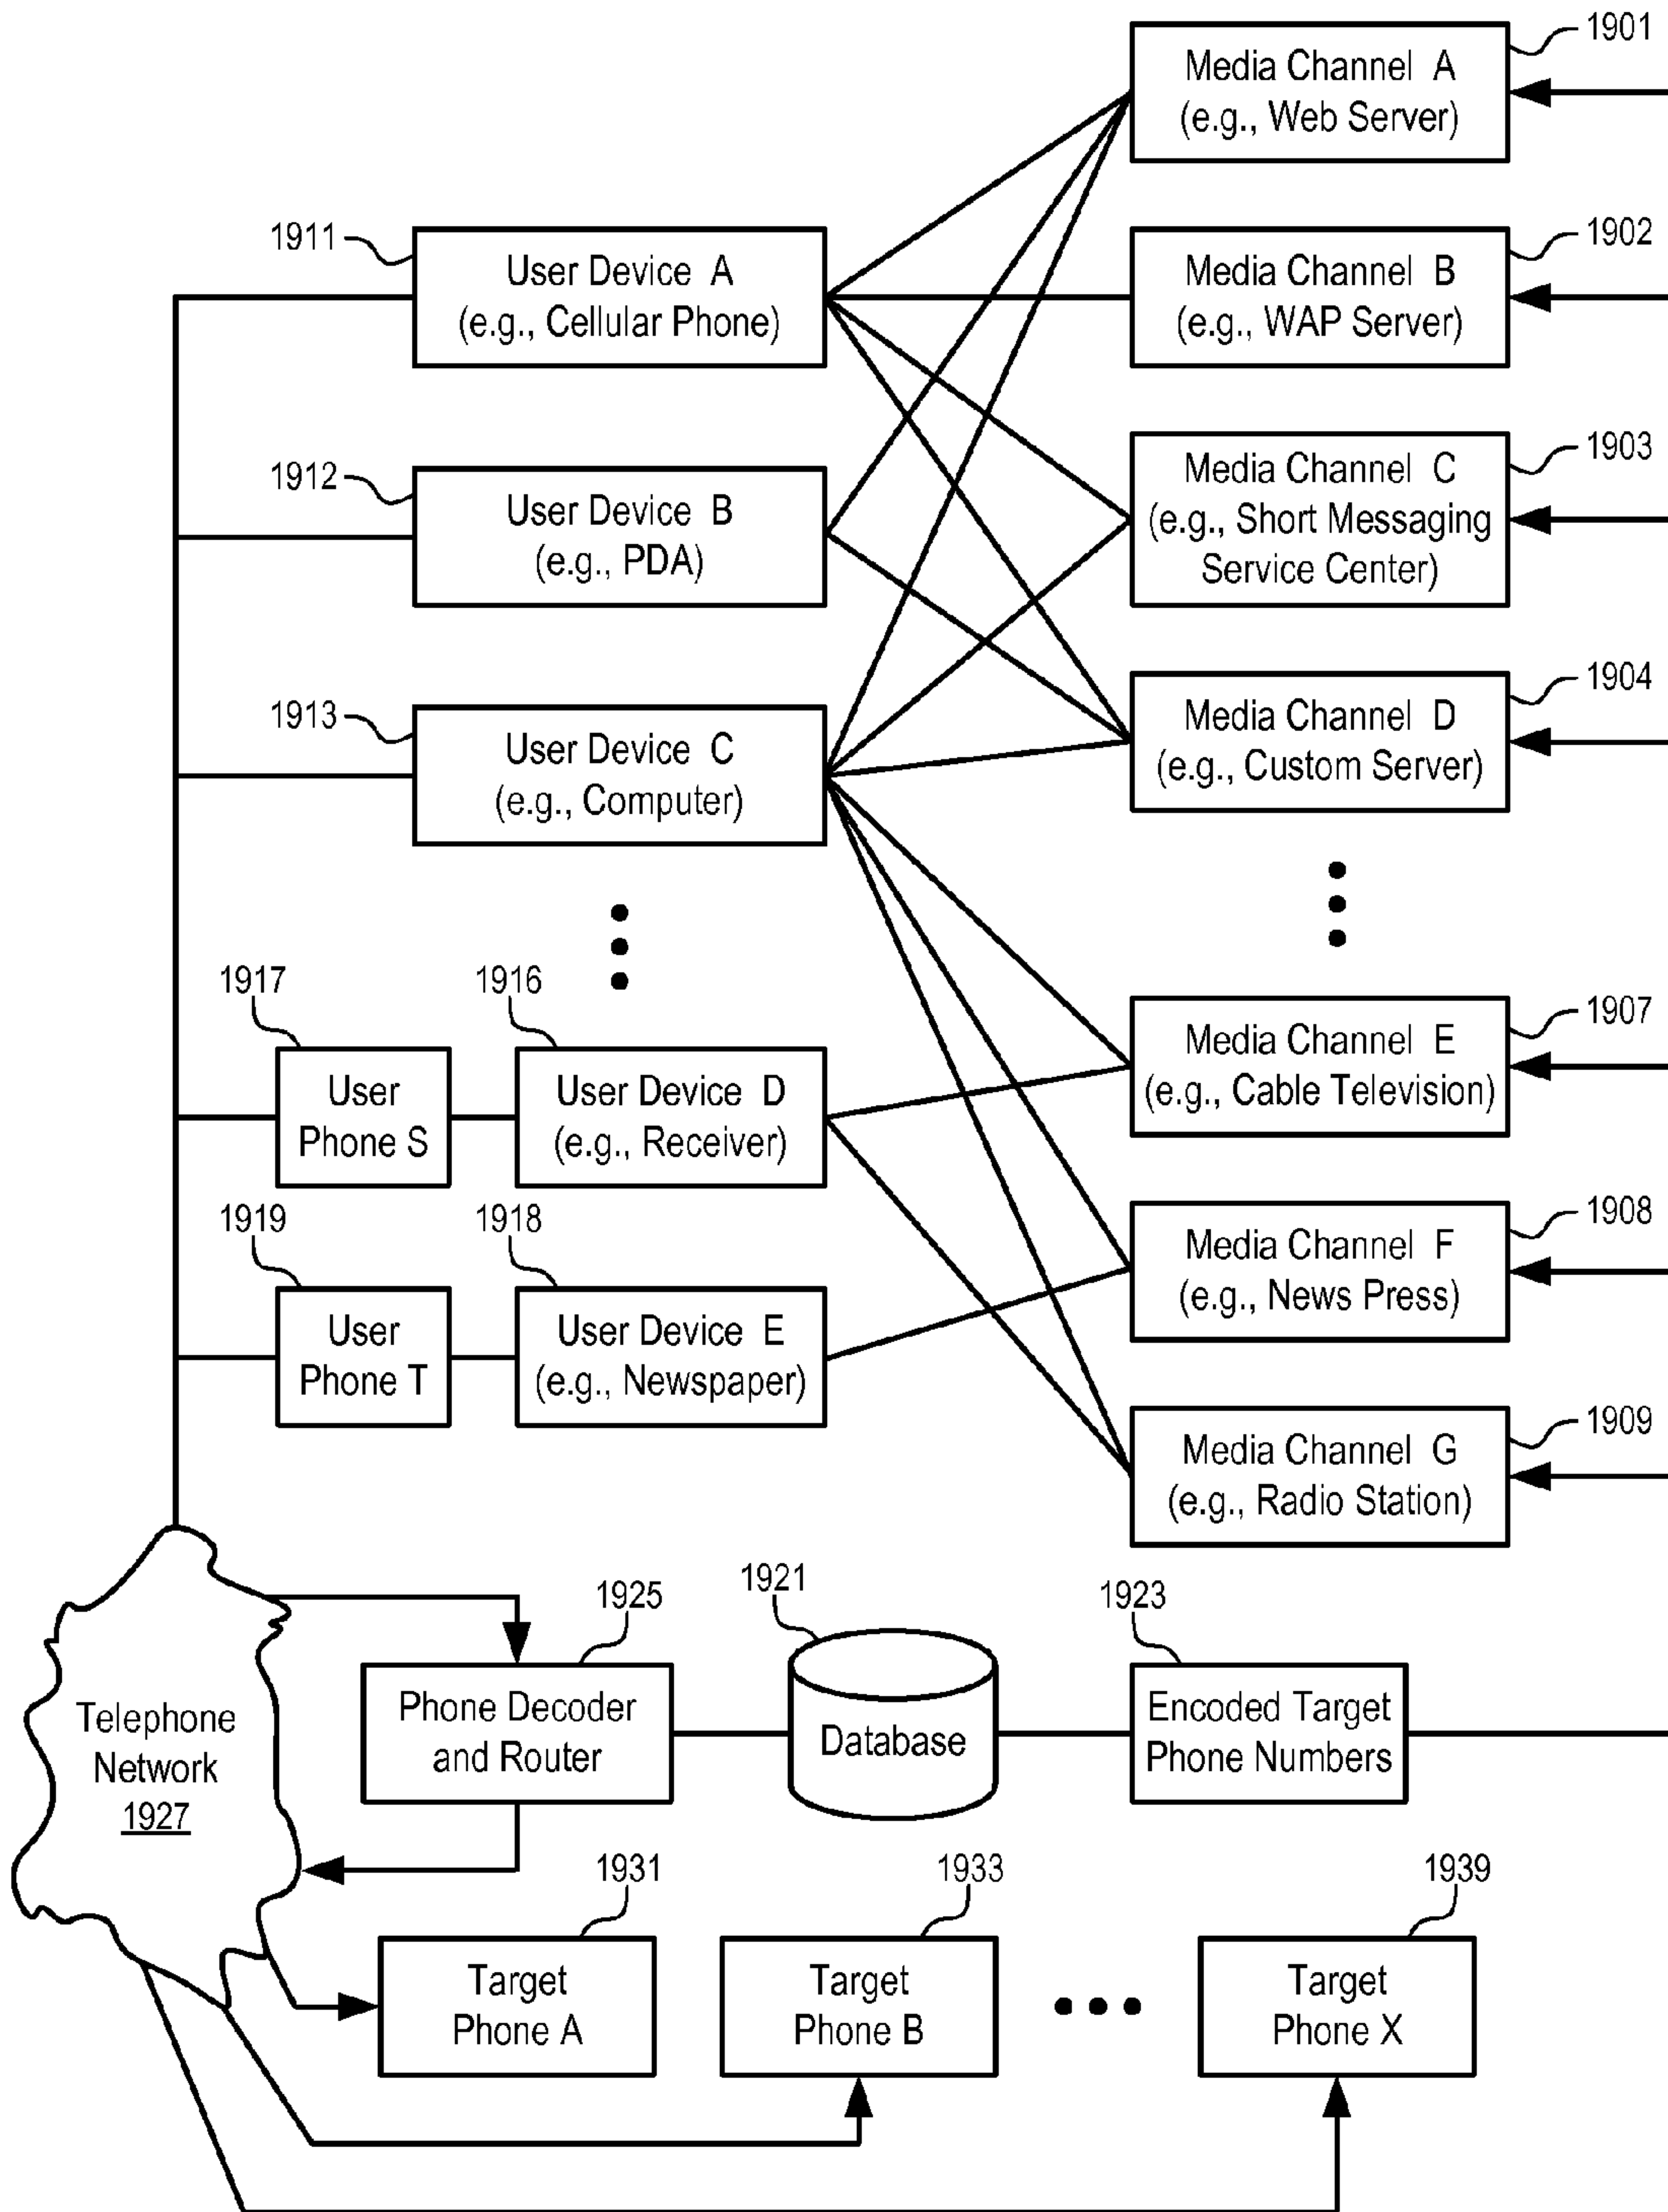 1901
Media Channel A
(e.g., Web Server)
1911
User Device A
(e.g., Cellular Phone)
1902
Media Channel B
(e.g., WAP Server)
1912
User Device B
(e.g., PDA)
1903
Media Channel C
(e.g., Short Messaging
Service Center)
1913
User Device C
(e.g., Computer)
1904
Media Channel D
(e.g., Custom Server)
1917
User
Phone S
1916
User Device D
(e.g., Receiver)
1907
Media Channel E
(e.g., Cable Television)
1919
User
Phone T
1918
User Device E
(e.g., Newspaper)
1908
Media Channel F
(e.g., News Press)
1909
Media Channel G
(e.g., Radio Station)
Telephone
Network
1927
1925
Phone Decoder
and Router
1921
Database
1923
Encoded Target
Phone Numbers
1931
Target
Phone A
1933
Target
Phone B
1939
Target
Phone X